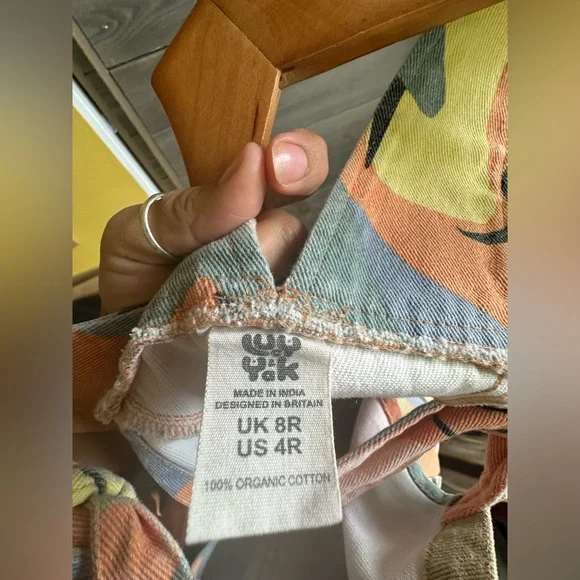 Lucy
&
Yak
MADE IN INDIA
DESIGNED IN BRITAIN
UK 8R
US 4R
100% ORGANIC COTTON